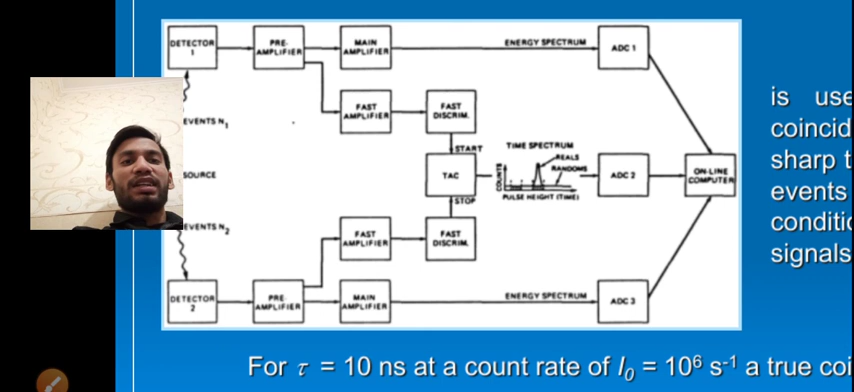 DETECTOR
1
PRE-
AMPLIFIER
MAIN
AMPLIFIER
ENERGY SPECTRUM
ADC 1
FAST
AMPLIFIER
FAST
DISCRIM.
EVENTS N1
START
TIME SPECTRUM
REALS
RANDOMS
COUNTS
PULSE HEIGHT (TIME)
SOURCE
TAC
ADC 2
ON-LINE
COMPUTER
STOP
EVENTS N2
FAST
AMPLIFIER
FAST
DISCRIM.
DETECTOR
2
PRE
AMPLIFIER
MAIN
AMPLIFIER
ENERGY SPECTRUM
ADC 3
is use
coincid
sharp t
events
conditio
signals
For τ = 10 ns at a count rate of I₀ = 10⁶ s⁻¹ a true coi